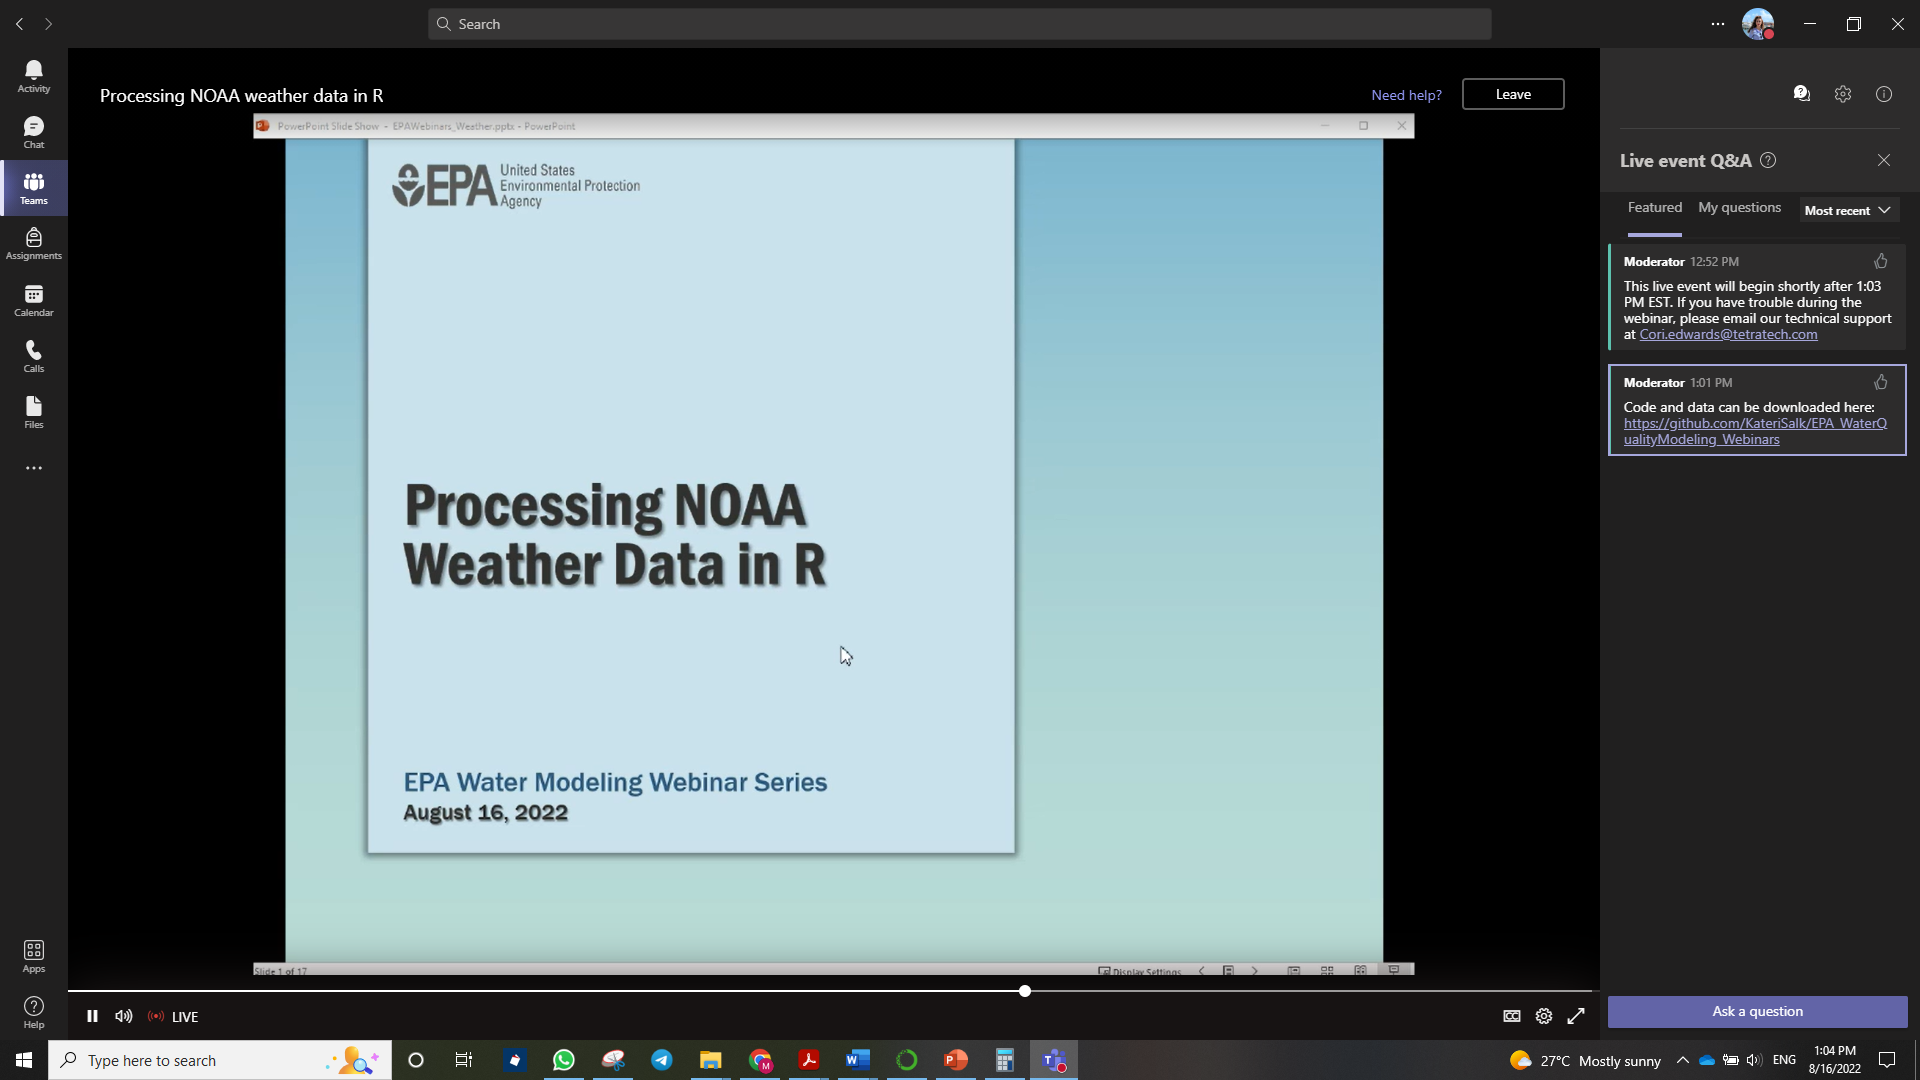 Search
Activity
Chat
Teams
Assignments
Calendar
Calls
Files
Apps
Help
Processing NOAA weather data in R
Need help?
Leave
PowerPoint Slide Show - EPAWebinars_Weather.pptx - PowerPoint
EPA
United States
Environmental Protection
Agency
Processing NOAA
Weather Data in R
EPA Water Modeling Webinar Series
August 16, 2022
Slide 1 of 17
Display Settings
LIVE
Live event Q&A
Featured
My questions
Most recent
Moderator 12:52 PM
This live event will begin shortly after 1:03
PM EST. If you have trouble during the
webinar, please email our technical support
at Cori.edwards@tetratech.com
Moderator 1:01 PM
Code and data can be downloaded here:
https://github.com/KateriSalk/EPA_WaterQ
ualityModeling_Webinars
Ask a question
Type here to search
27°C Mostly sunny
ENG
1:04 PM
8/16/2022